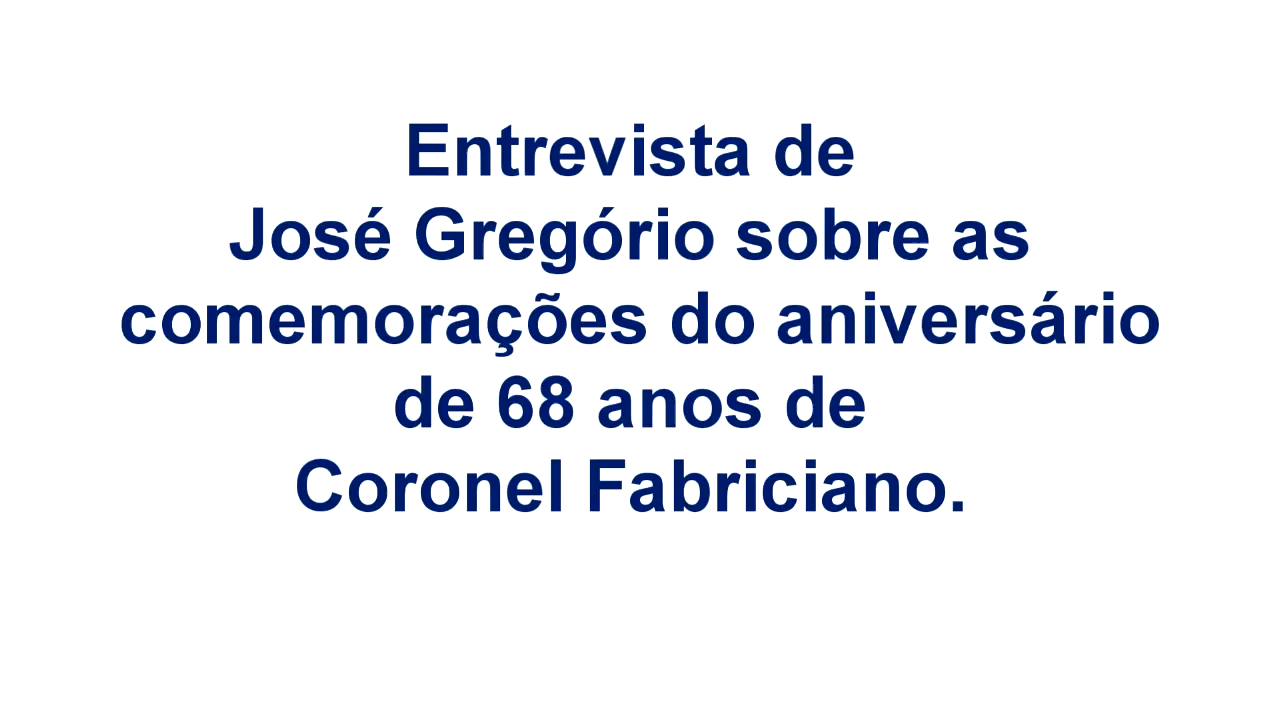 Entrevista de
José Gregório sobre as
comemorações do aniversário
de 68 anos de
Coronel Fabriciano.